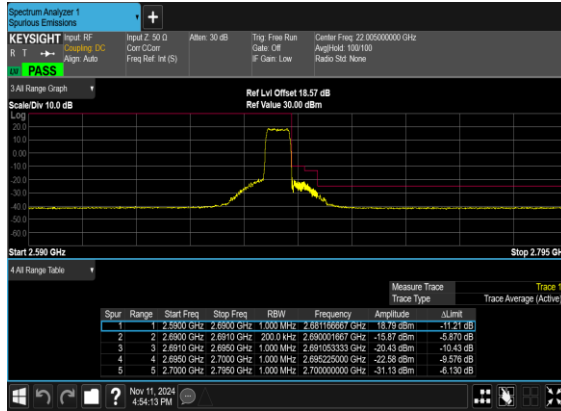 Spectrum Analyzer 1
Spurious Emissions
+
KEYSIGHT Input: RF Input Z: 50 Ω Atten: 30 dB Trig: Free Run Center Freq: 22.005000000 GHz
R T Coupling: DC Corr CCorr Gate: Off Avg|Hold: 100/100
Align: Auto Freq Ref: Int (S) IF Gain: Low Radio Std: None
PASS
3 All Range Graph
Ref Lvl Offset 18.57 dB
Scale/Div 10.0 dB Ref Value 30.00 dBm
Log
20.0
10.0
0.00
-10.0
-20.0
-30.0
-40.0
-50.0
-60.0
Start 2.590 GHz Stop 2.795 GH
4 All Range Table
Measure Trace Trace 1
Trace Type Trace Average (Active)
Spur Range Start Freq Stop Freq RBW Frequency Amplitude ΔLimit
1 1 2.5900 GHz 2.6900 GHz 1.000 MHz 2.681166667 GHz 18.79 dBm -11.21 dB
2 2 2.6900 GHz 2.6910 GHz 200.0 kHz 2.690001667 GHz -15.87 dBm -5.870 dB
3 3 2.6910 GHz 2.6950 GHz 1.000 MHz 2.691053333 GHz -20.43 dBm -10.43 dB
4 4 2.6950 GHz 2.7000 GHz 1.000 MHz 2.695225000 GHz -22.58 dBm -9.576 dB
5 5 2.7000 GHz 2.7950 GHz 1.000 MHz 2.700000000 GHz -31.13 dBm -6.130 dB
? Nov 11, 2024
4:54:13 PM